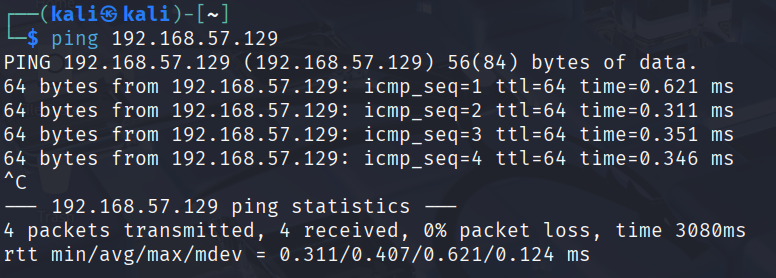 ┌──(kali㉿kali)-[~]
└─$ ping 192.168.57.129
PING 192.168.57.129 (192.168.57.129) 56(84) bytes of data.
64 bytes from 192.168.57.129: icmp_seq=1 ttl=64 time=0.621 ms
64 bytes from 192.168.57.129: icmp_seq=2 ttl=64 time=0.311 ms
64 bytes from 192.168.57.129: icmp_seq=3 ttl=64 time=0.351 ms
64 bytes from 192.168.57.129: icmp_seq=4 ttl=64 time=0.346 ms
^C
--- 192.168.57.129 ping statistics ---
4 packets transmitted, 4 received, 0% packet loss, time 3080ms
rtt min/avg/max/mdev = 0.311/0.407/0.621/0.124 ms